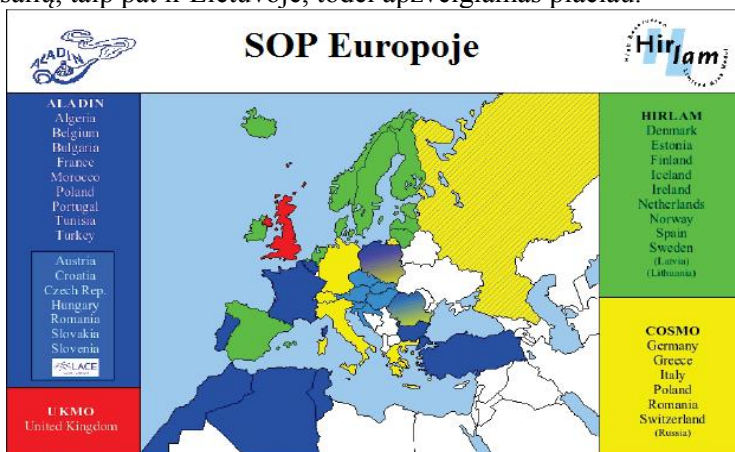 šalių, taip pat ir Lietuvoje, todėl apžvelgiamas plačiau.
ALADIN
SOP Europoje
Hirlam
ALADIN
Algeria
Belgium
Bulgaria
France
Morocco
Poland
Portugal
Tunisia
Turkey
Austria
Croatia
Czech Rep.
Hungary
Romania
Slovakia
Slovenia
LACE
UKMO
United Kingdom
HIRLAM
Denmark
Estonia
Finland
Iceland
Ireland
Netherlands
Norway
Spain
Sweden
(Latvia)
(Lithuania)
COSMO
Germany
Greece
Italy
Poland
Romania
Switzerland
(Russia)